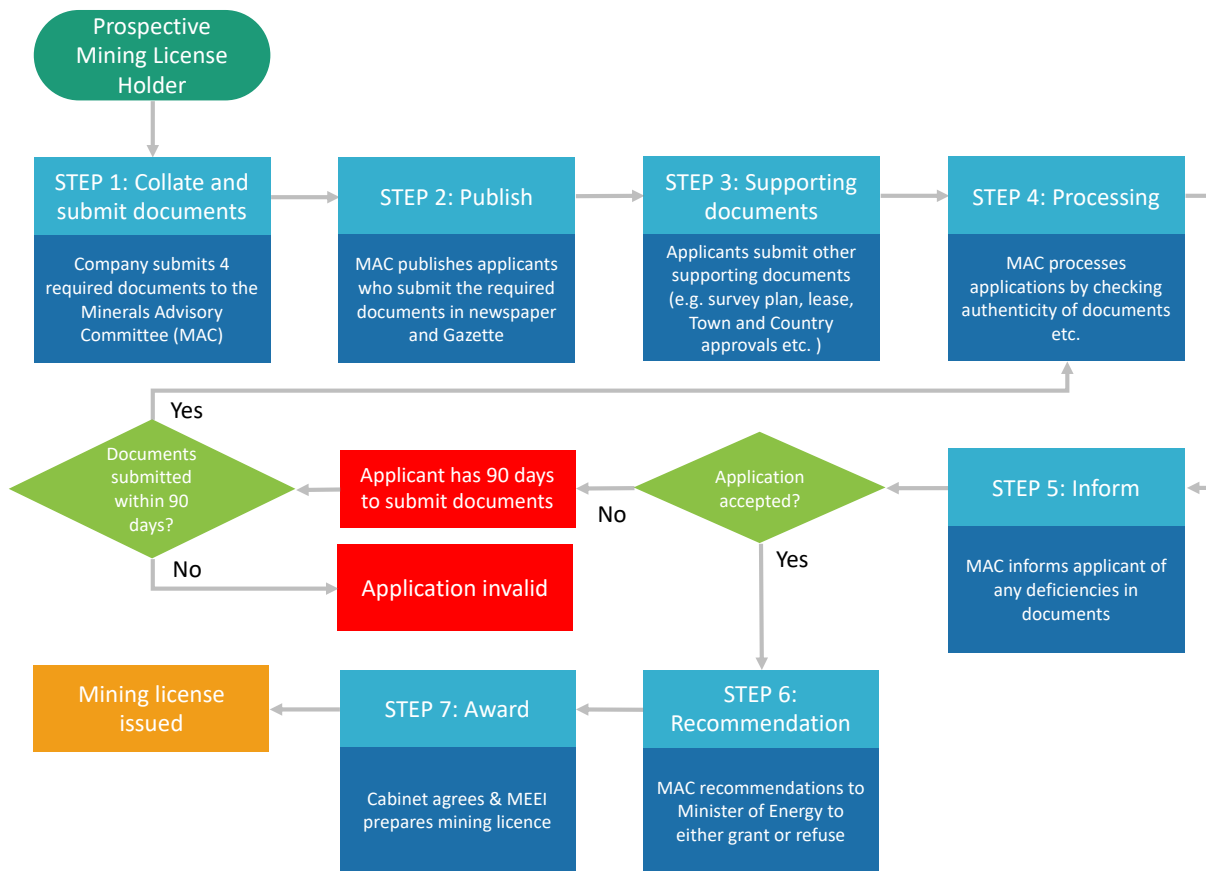 Prospective
Mining License
Holder
STEP 1: Collate and
submit documents
Company submits 4
required documents to the
Minerals Advisory
Committee (MAC)
STEP 2: Publish
MAC publishes applicants
who submit the required
documents in newspaper
and Gazette
STEP 3: Supporting
documents
Applicants submit other
supporting documents
(e.g. survey plan, lease,
Town and Country
approvals etc. )
STEP 4: Processing
MAC processes
applications by checking
authenticity of documents
etc.
STEP 5: Inform
MAC informs applicant of
any deficiencies in
documents
Application
accepted?
No
Yes
Applicant has 90 days
to submit documents
Documents
submitted
within 90
days?
Yes
No
Application invalid
STEP 6:
Recommendation
MAC recommendations to
Minister of Energy to
either grant or refuse
STEP 7: Award
Cabinet agrees & MEEI
prepares mining licence
Mining license
issued